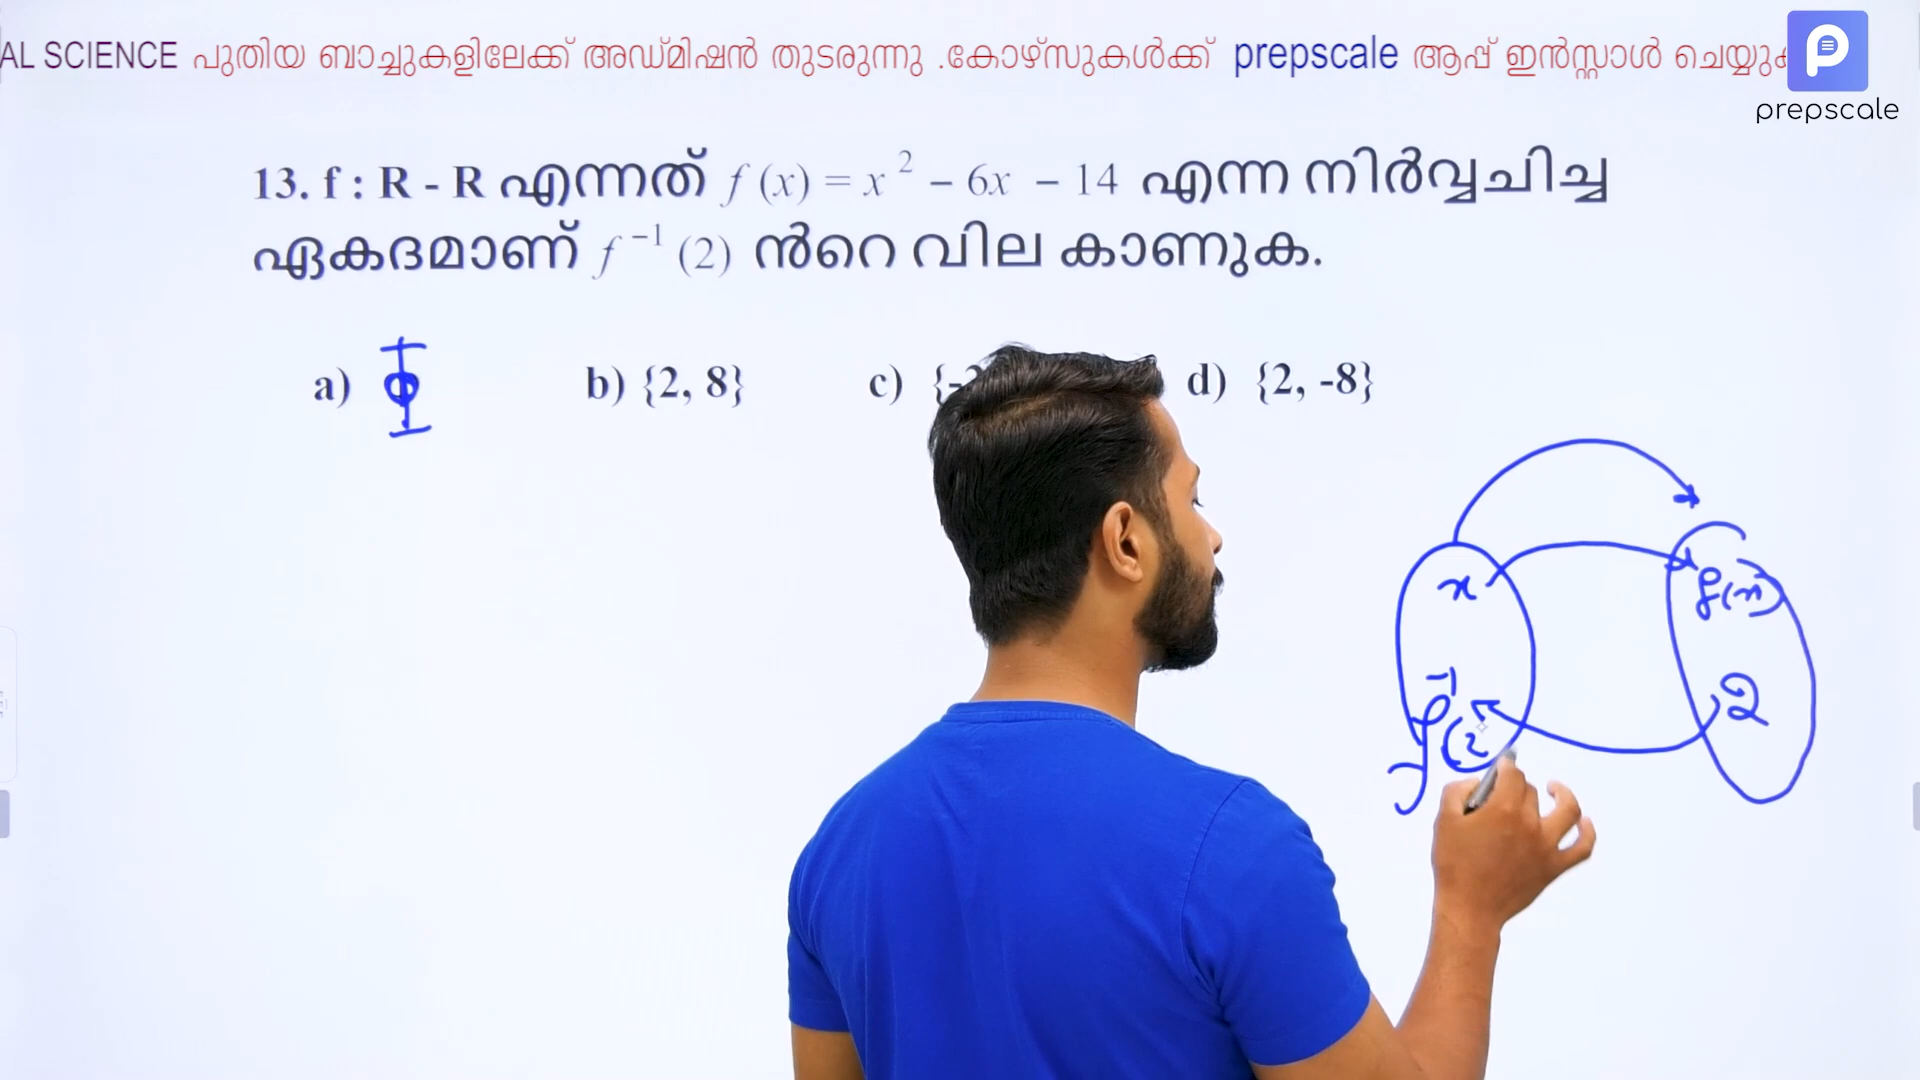 AL SCIENCE പുതിയ ബാച്ചുകളിലേക്ക് അഡ്മിഷൻ തുടരുന്നു .കോഴ്സുകൾക്ക് prepscale ആപ്പ് ഇൻസ്റ്റാൾ
prepscale
13. f : R - R എന്നത് f (x) = x² – 6x – 14 എന്ന നിർവ്വചിച്ച
ഏകദമാണ് f⁻¹ (2) ൻറെ വില കാണുക.
a) Φ b) {2, 8} c) {-2 d) {2, -8}
x f(x)
f⁻¹(2 2